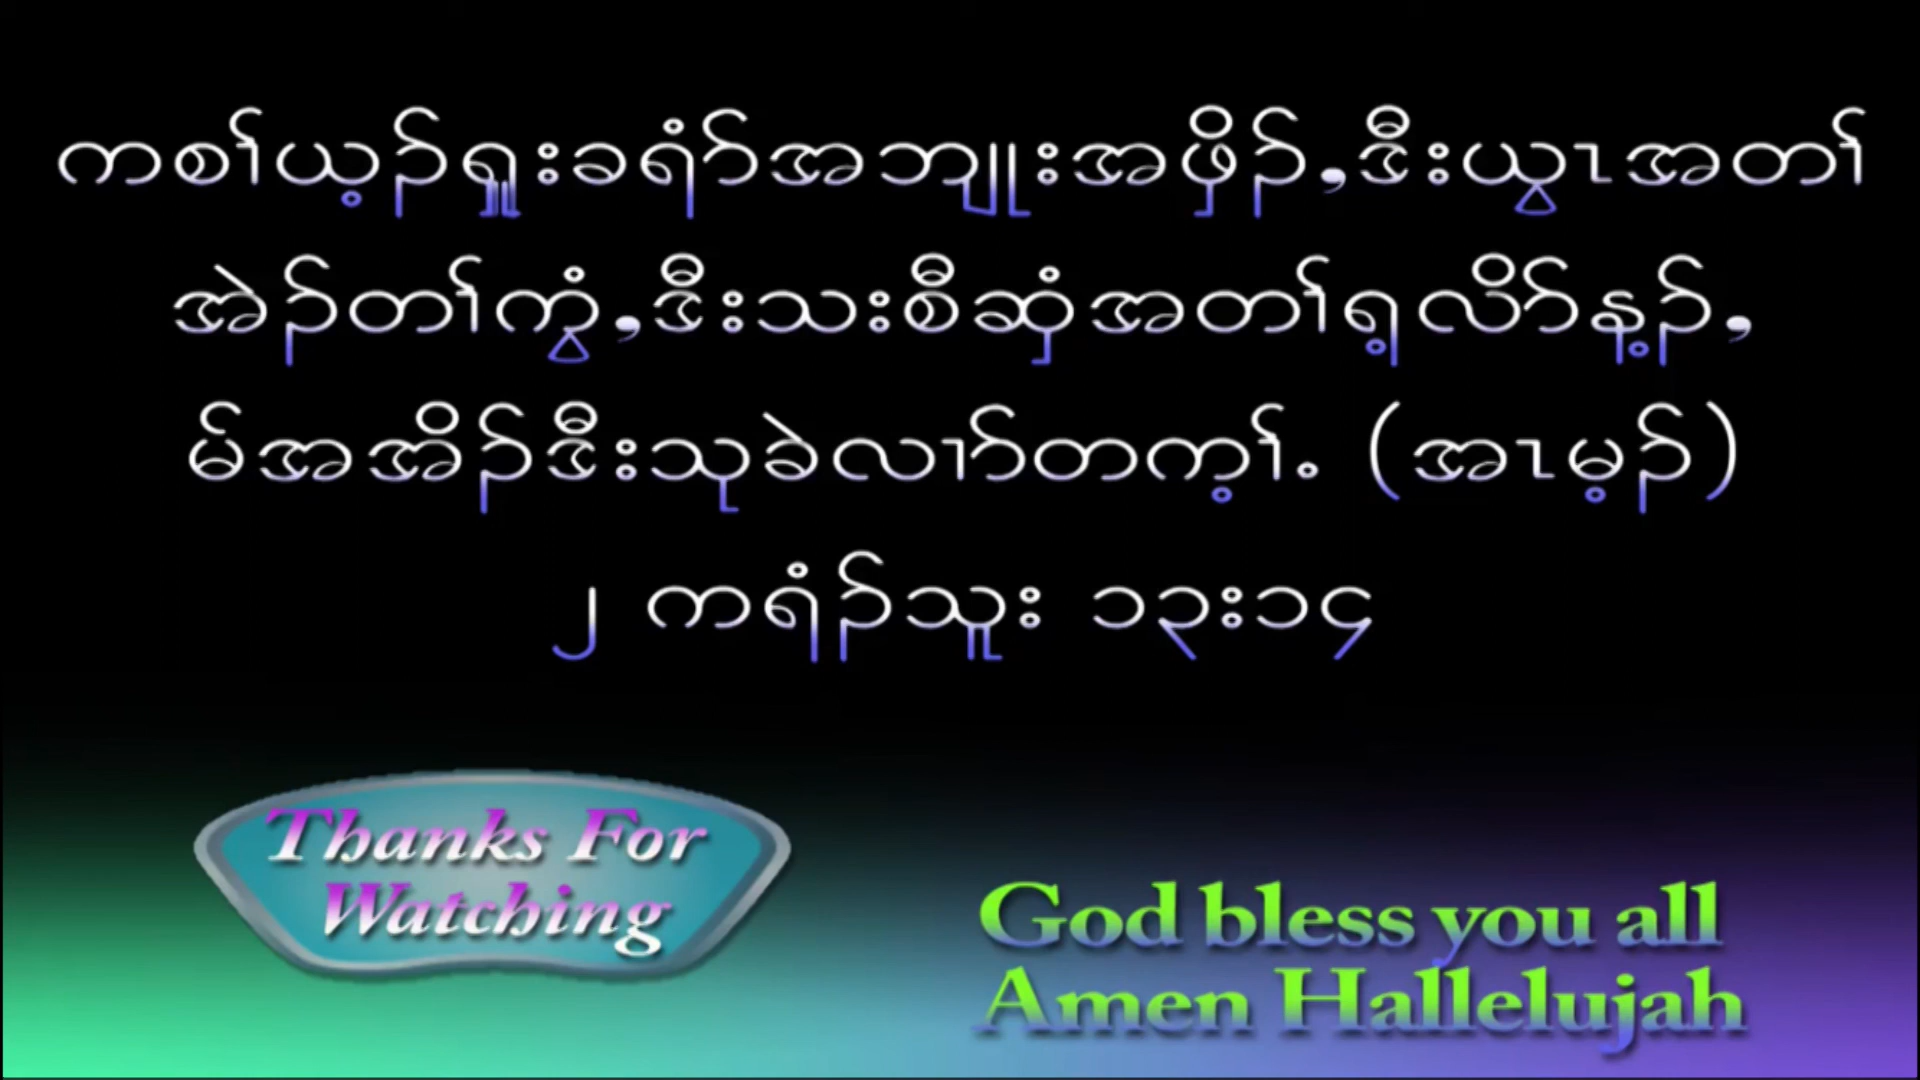 ကစၢ်ယ့ၣ်ရှူးခရံာ်အဘျုးအဖှိၣ်,ဒီးယွၤအတၢ်
အဲၣ်တၢ်ကွံ,ဒီးသးစီဆှံအတၢ်ရ့လိာ်န့ၣ်,
မ်အအိၣ်ဒီးသုခဲလၢာ်တက့ၢ်. (အၤမ့ၣ်)
၂ ကရံၣ်သူး ၁၃း၁၄
Thanks For
Watching
God bless you all
Amen Hallelujah